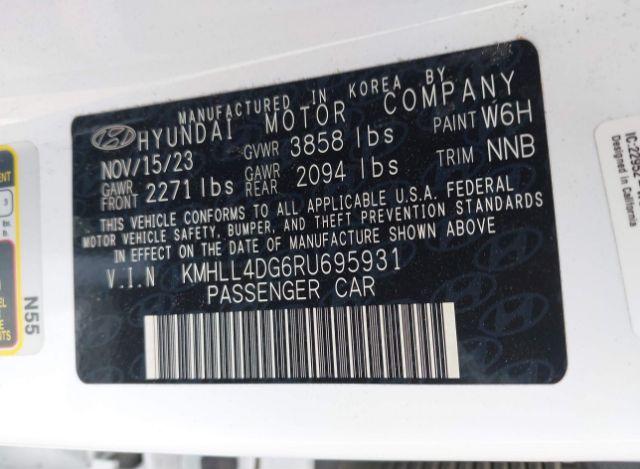 MANUFACTURED IN KOREA BY
HYUNDAI MOTOR COMPANY
NOV/15/23 GVWR 3858 lbs PAINT W6H
GAWR FRONT 2271 lbs GAWR REAR 2094 lbs TRIM NNB
THIS VEHICLE CONFORMS TO ALL APPLICABLE U.S.A. FEDERAL
MOTOR VEHICLE SAFETY, BUMPER, AND THEFT PREVENTION STANDARDS
IN EFFECT ON THE DATE OF MANUFACTURE SHOWN ABOVE
V.I.N KMHLL4DG6RU695931
PASSENGER CAR
N55
Designed in California